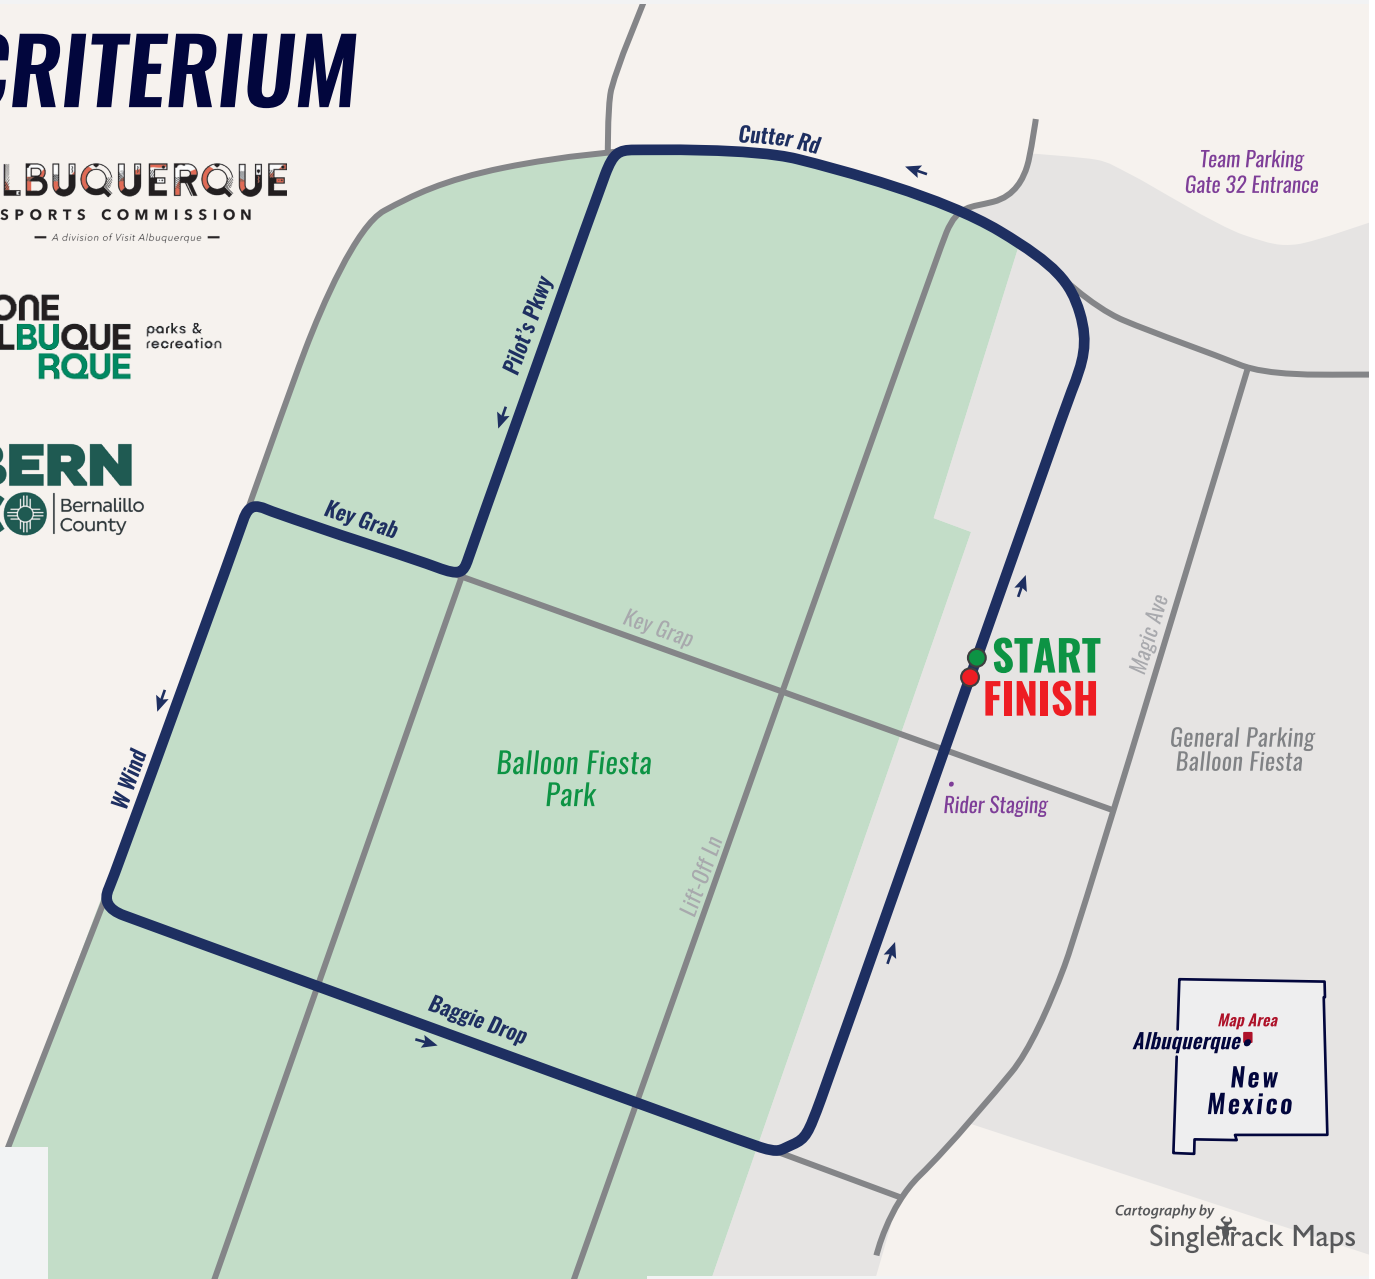 CRITERIUM
LBUQUERQUE
SPORTS COMMISSION
A division of Visit Albuquerque
ONE
LBUQUE
RQUE
parks &
recreation
BERN
CO
Bernalillo
County
Cutter Rd
Team Parking
Gate 32 Entrance
Pilot's Pkwy
Key Grab
Key Grap
START
FINISH
Magic Ave
General Parking
Balloon Fiesta
W Wind
Balloon Fiesta
Park
Rider Staging
Lift-Off Ln
Baggie Drop
Map Area
Albuquerque
New
Mexico
Cartography by
SingleTrack Maps